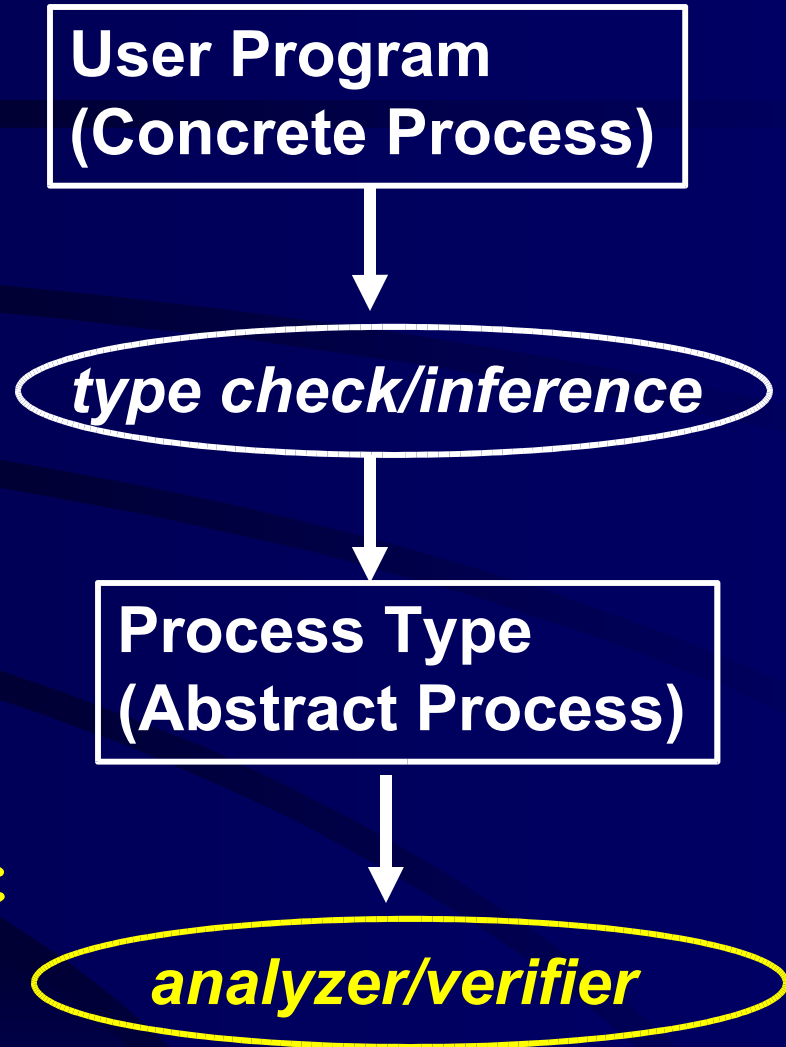 User Program
(Concrete Process)
type check/inference
Process Type
(Abstract Process)
:
analyzer/verifier